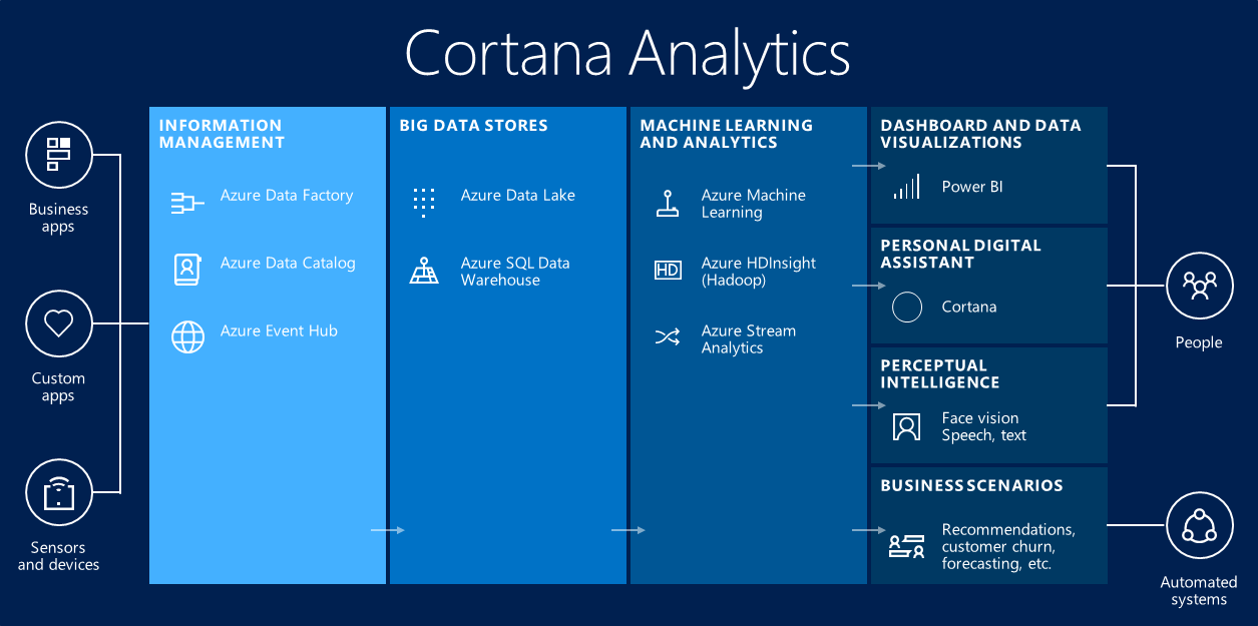 Cortana Analytics
Business
apps
Custom
apps
Sensors
and devices
INFORMATION
MANAGEMENT
Azure Data Factory
Azure Data Catalog
Azure Event Hub
BIG DATA STORES
Azure Data Lake
Azure SQL Data
Warehouse
MACHINE LEARNING
AND ANALYTICS
Azure Machine
Learning
HD
Azure HDInsight
(Hadoop)
Azure Stream
Analytics
DASHBOARD AND DATA
VISUALIZATIONS
Power BI
PERSONAL DIGITAL
ASSISTANT
Cortana
PERCEPTUAL
INTELLIGENCE
Face vision
Speech, text
BUSINESS SCENARIOS
Recommendations,
customer churn,
forecasting, etc.
People
Automated
systems